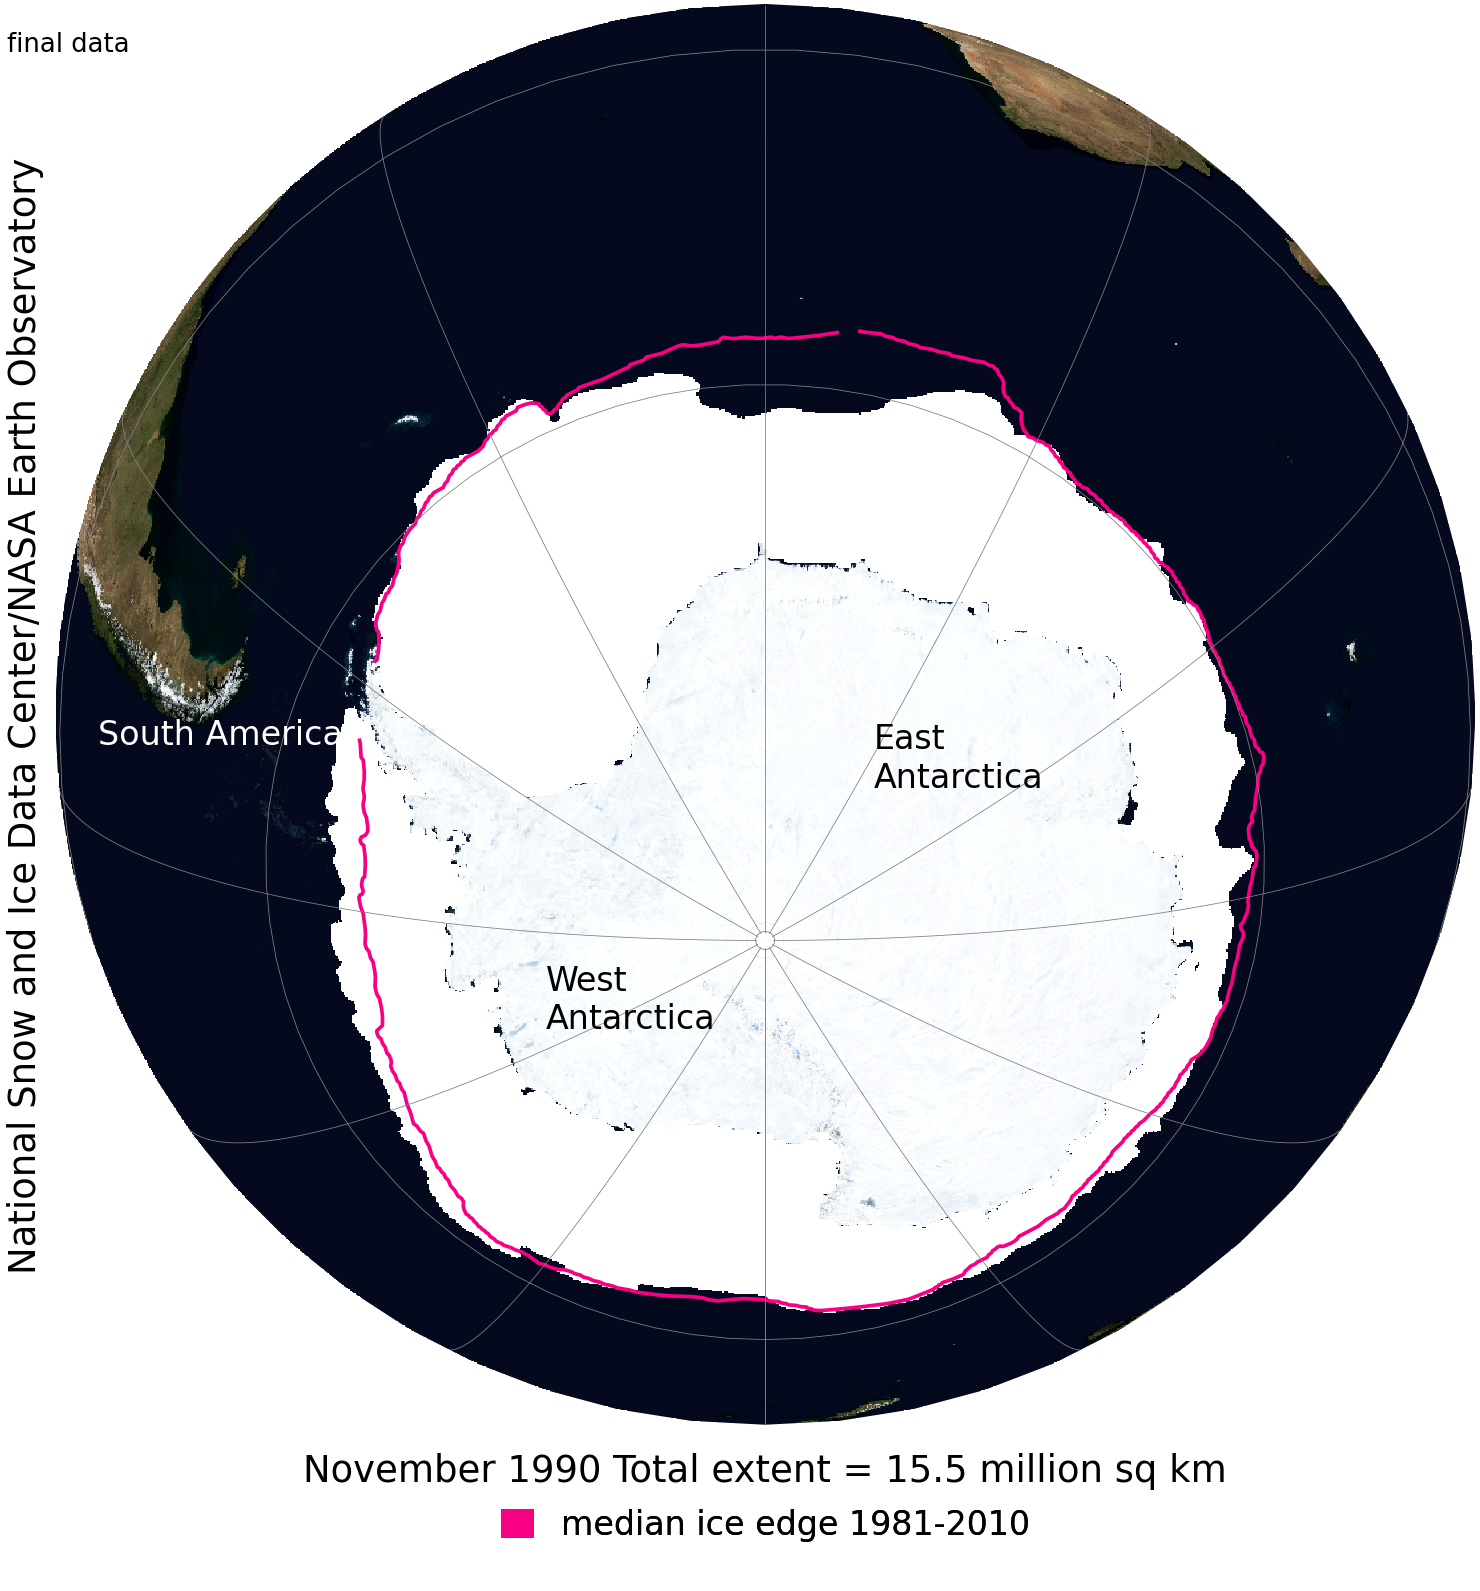 final data
National Snow and Ice Data Center/NASA Earth Observatory
South America
East
Antarctica
West
Antarctica
November 1990 Total extent = 15.5 million sq km
median ice edge 1981-2010